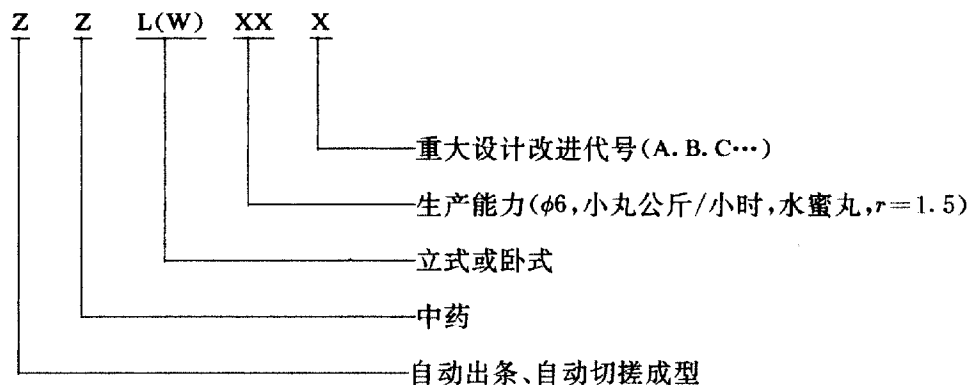 Z Z L(W) XX X
重大设计改进代号(A.B.C…)
生产能力(φ6,小丸公斤/小时,水蜜丸,r=1.5)
立式或卧式
中药
自动出条、自动切搓成型